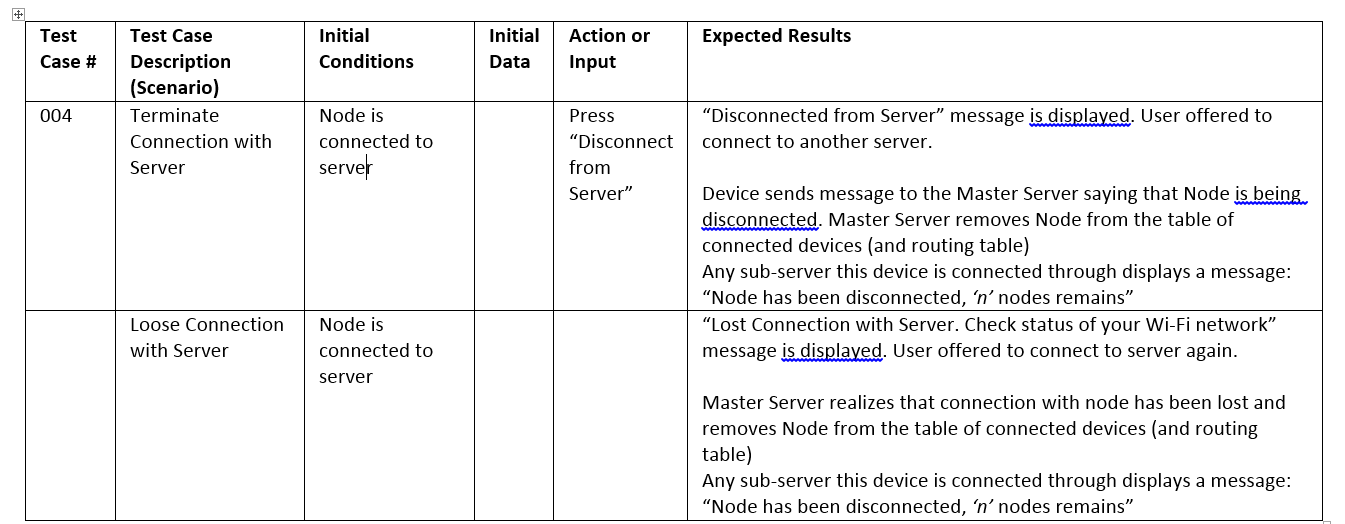 Test Case # Test Case Description (Scenario) Initial Conditions Initial Data Action or Input Expected Results
004
Terminate
Connection with
Server
Node is
connected to
server
Press
“Disconnect
from
Server”
“Disconnected from Server” message is displayed. User offered to
connect to another server.
Device sends message to the Master Server saying that Node is being
disconnected. Master Server removes Node from the table of
connected devices (and routing table)
Any sub-server this device is connected through displays a message:
“Node has been disconnected, ‘n’ nodes remains”
Loose Connection
with Server
Node is
connected to
server
“Lost Connection with Server. Check status of your Wi-Fi network”
message is displayed. User offered to connect to server again.
Master Server realizes that connection with node has been lost and
removes Node from the table of connected devices (and routing
table)
Any sub-server this device is connected through displays a message:
“Node has been disconnected, ‘n’ nodes remains”